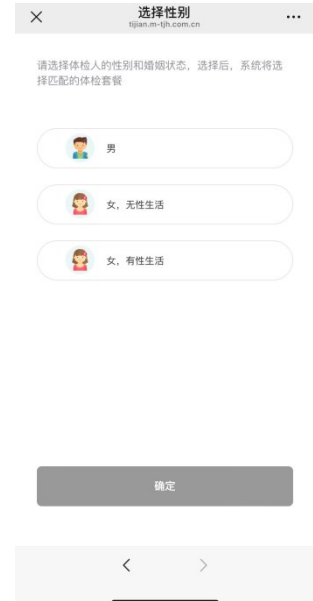 选择性别
tijian.m-tjh.com.cn
请选择体检人的性别和婚姻状态，选择后，系统将选
择匹配的体检套餐
男
女，无性生活
女，有性生活
确定